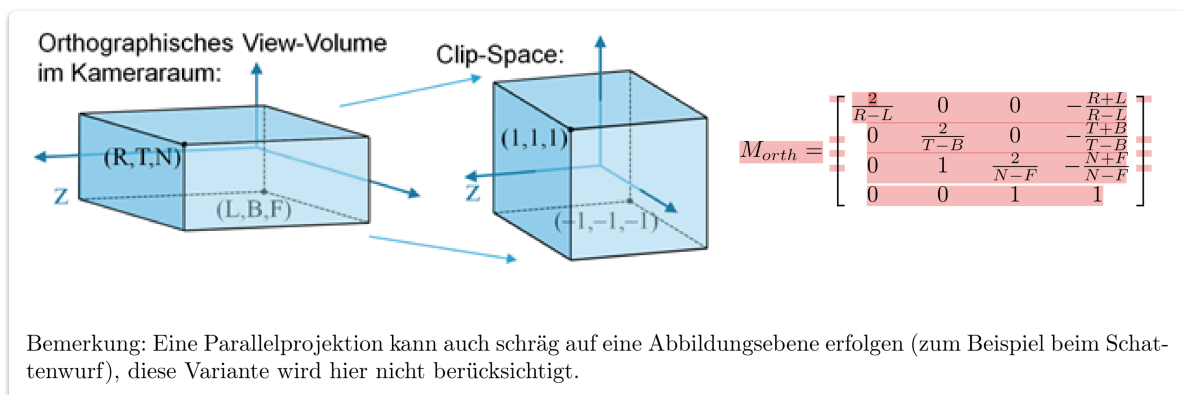 Orthographisches View-Volume
im Kameraraum:
Clip-Space:
(R,T,N)
Z
(L,B,F)
(1,1,1)
Z
(−1,−1,−1)
M_orth =
2/(R−L) 0 0 −(R+L)/(R−L)
0 2/(T−B) 0 −(T+B)/(T−B)
0 1 2/(N−F) −(N+F)/(N−F)
0 0 1 1
Bemerkung: Eine Parallelprojektion kann auch schräg auf eine Abbildungsebene erfolgen (zum Beispiel beim Schat-
tenwurf), diese Variante wird hier nicht berücksichtigt.